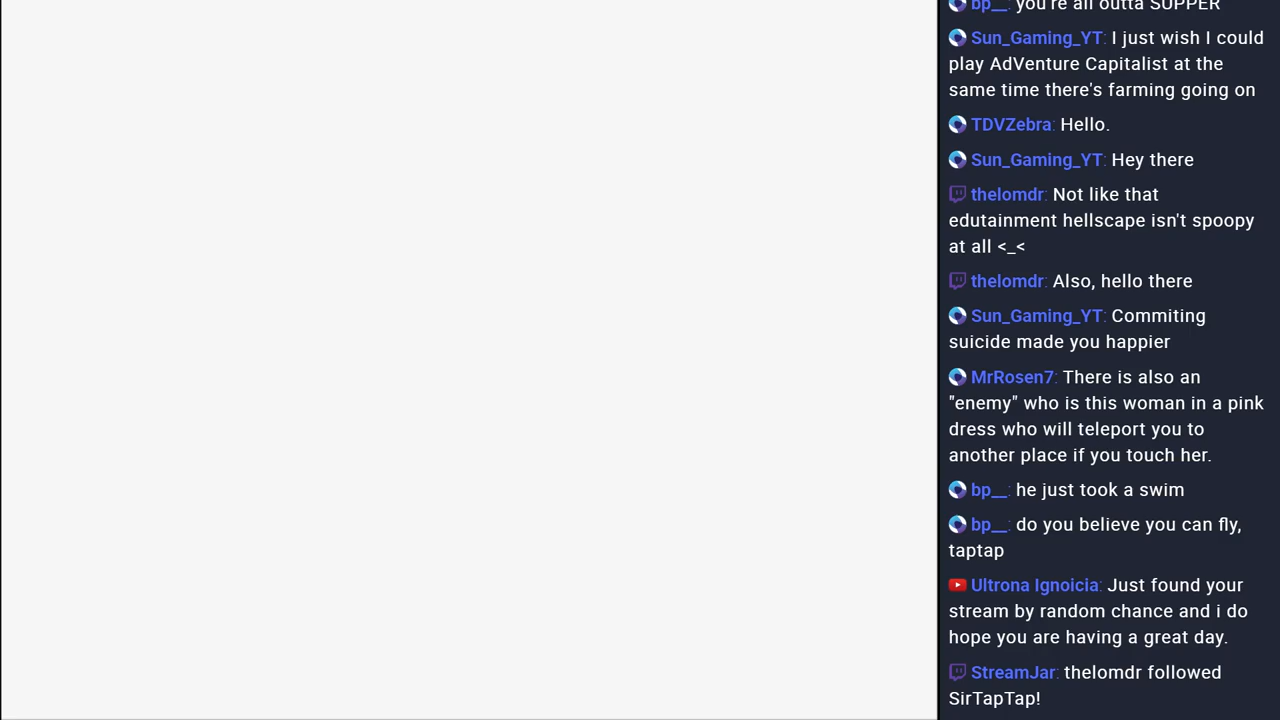 bp__: you're all outta SUPPER
Sun_Gaming_YT: I just wish I could
play AdVenture Capitalist at the
same time there's farming going on
TDVZebra: Hello.
Sun_Gaming_YT: Hey there
thelomdr: Not like that
edutainment hellscape isn't spoopy
at all <_<
thelomdr: Also, hello there
Sun_Gaming_YT: Commiting
suicide made you happier
MrRosen7: There is also an
"enemy" who is this woman in a pink
dress who will teleport you to
another place if you touch her.
bp__: he just took a swim
bp__: do you believe you can fly,
taptap
Ultrona Ignoicia: Just found your
stream by random chance and i do
hope you are having a great day.
StreamJar: thelomdr followed
SirTapTap!